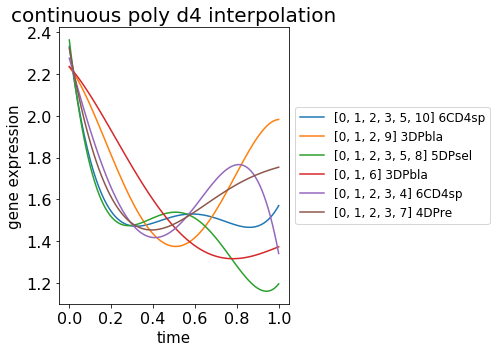 continuous poly d4 interpolation
gene expression
2.4
2.2
2.0
1.8
1.6
1.4
1.2
0.0 0.2 0.4 0.6 0.8 1.0
time
[0, 1, 2, 3, 5, 10] 6CD4sp
[0, 1, 2, 9] 3DPbla
[0, 1, 2, 3, 5, 8] 5DPsel
[0, 1, 6] 3DPbla
[0, 1, 2, 3, 4] 6CD4sp
[0, 1, 2, 3, 7] 4DPre